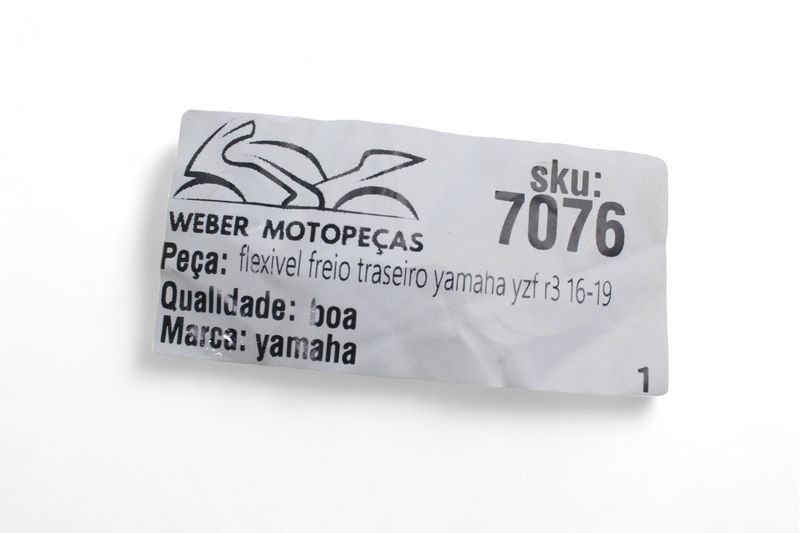 WEBER MOTOPEÇAS
sku:
7076
Peça: flexivel freio traseiro yamaha yzf r3 16-19
Qualidade: boa
Marca: yamaha
1